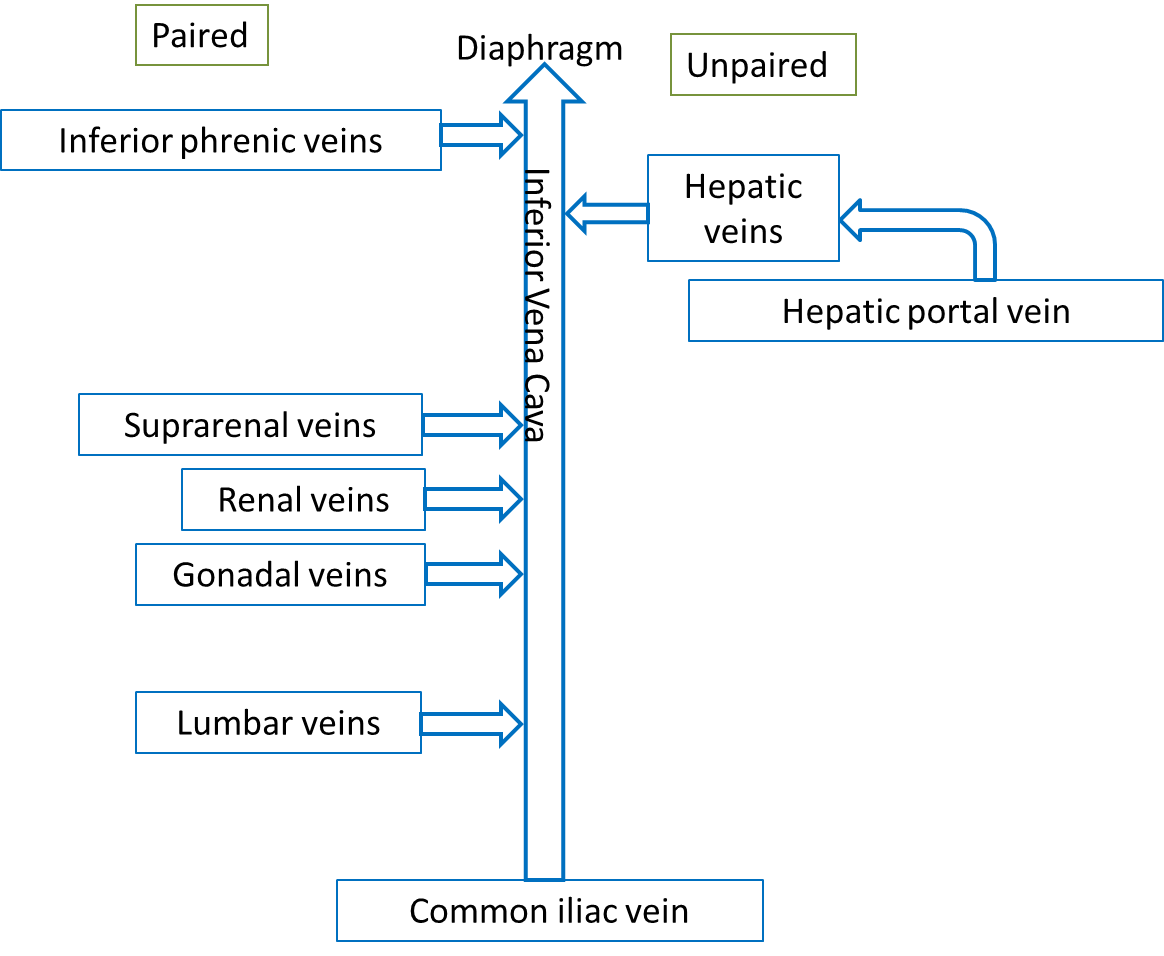 Paired
Diaphragm
Unpaired
Inferior phrenic veins
Hepatic
veins
Inferior Vena Cava
Hepatic portal vein
Suprarenal veins
Renal veins
Gonadal veins
Lumbar veins
Common iliac vein